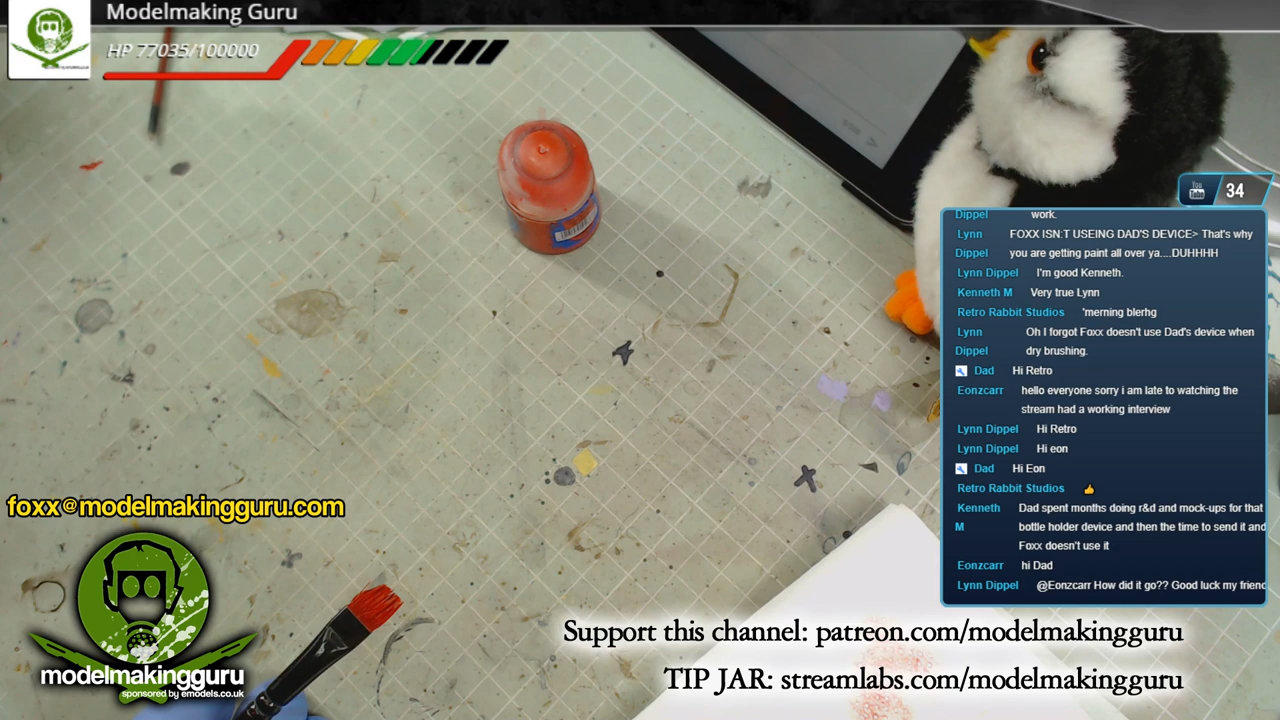 Modelmaking Guru
HP 77035/100000
You
Tube
34
Dippel work.
Lynn FOXX ISN:T USEING DAD'S DEVICE> That's why
Dippel you are getting paint all over ya....DUHHHH
Lynn Dippel I'm good Kenneth.
Kenneth M Very true Lynn
Retro Rabbit Studios 'merning blerhg
Lynn Oh I forgot Foxx doesn't use Dad's device when
Dippel dry brushing.
Dad Hi Retro
Eonzcarr hello everyone sorry i am late to watching the
stream had a working interview
Lynn Dippel Hi Retro
Lynn Dippel Hi eon
Dad Hi Eon
Retro Rabbit Studios 👍
Kenneth Dad spent months doing r&d and mock-ups for that
M bottle holder device and then the time to send it and
Foxx doesn't use it
Eonzcarr hi Dad
Lynn Dippel @Eonzcarr How did it go?? Good luck my friend
foxx@modelmakingguru.com
modelmakingguru
sponsored by emodels.co.uk
Support this channel: patreon.com/modelmakingguru
TIP JAR: streamlabs.com/modelmakingguru